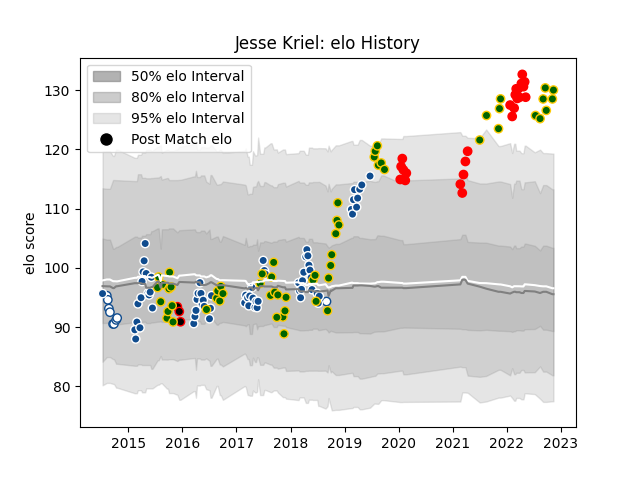 Jesse Kriel: elo History
50% elo Interval
80% elo Interval
95% elo Interval
Post Match elo
elo score
130
120
110
100
90
80
2015 2016 2017 2018 2019 2020 2021 2022 2023